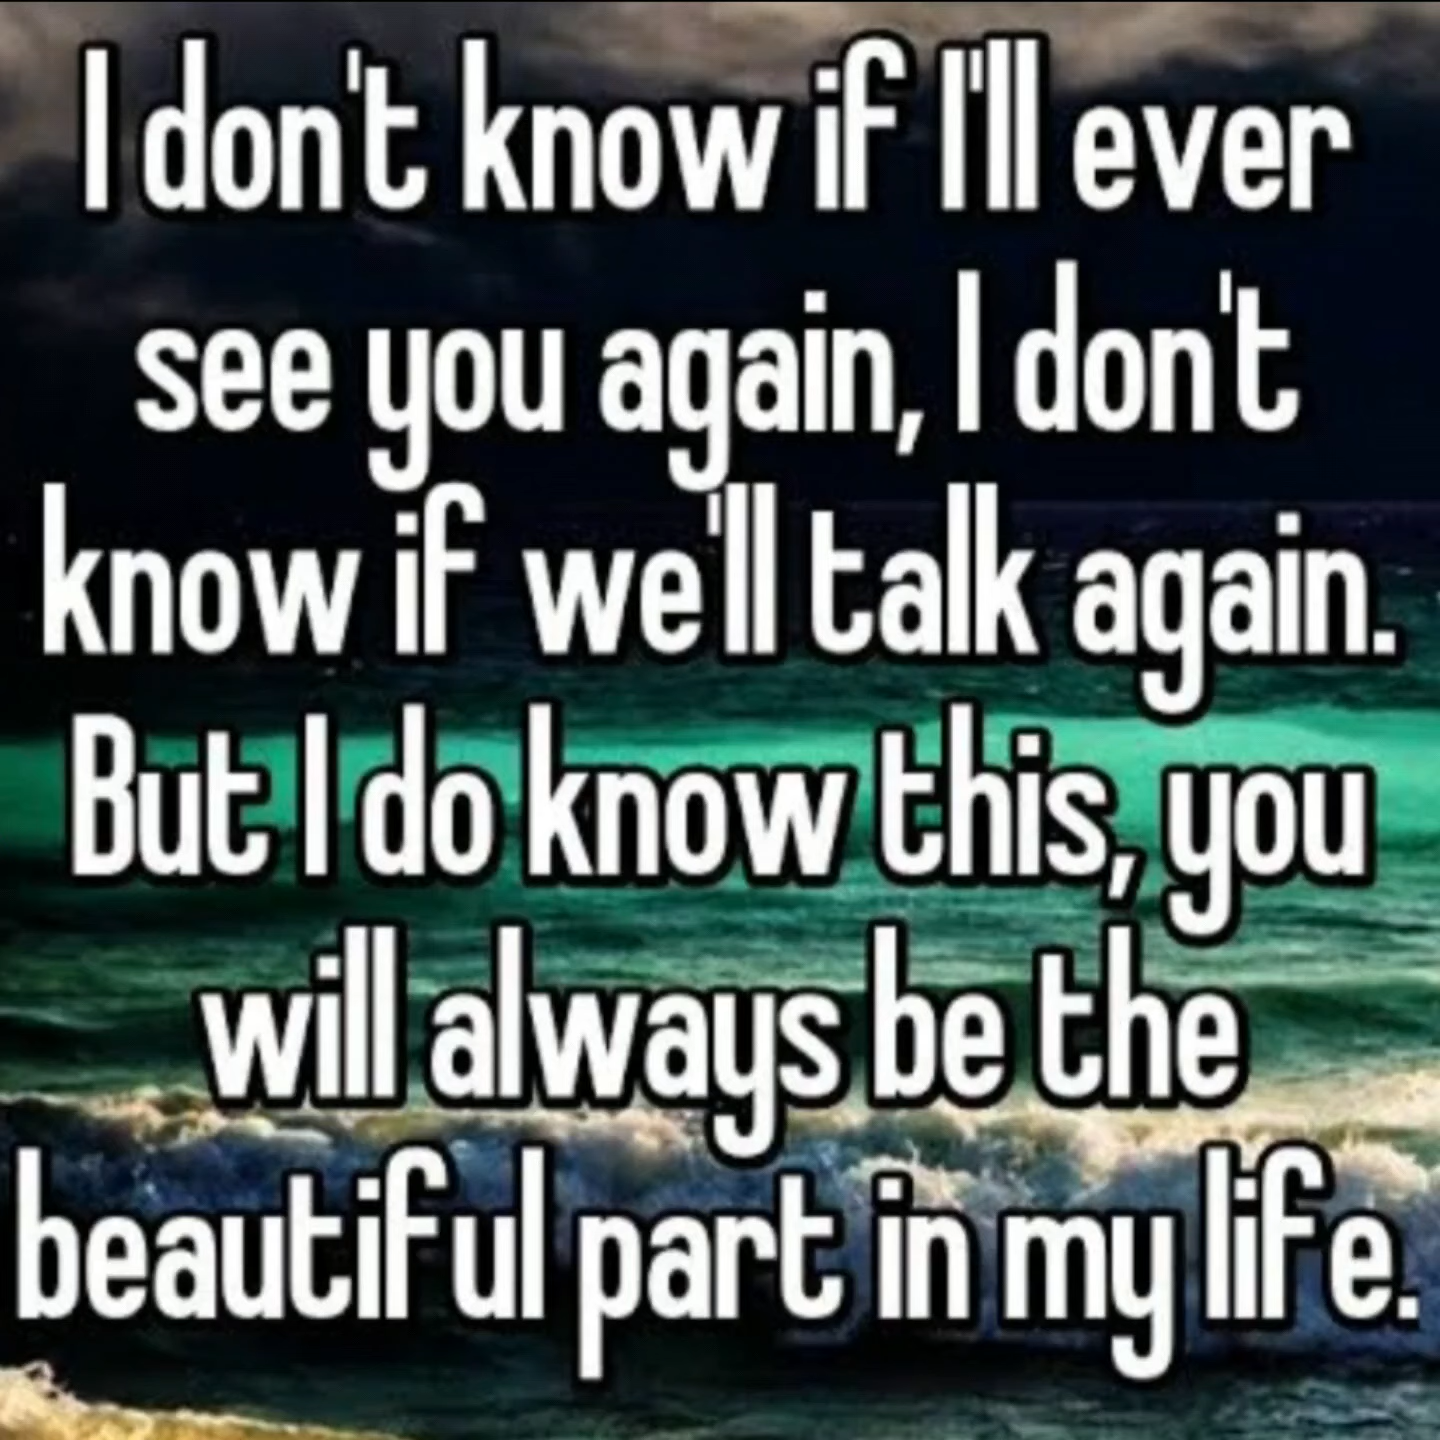 I don't know if I'll ever
see you again, I don't
know if we'll talk again.
But I do know this, you
will always be the
beautiful part in my life.